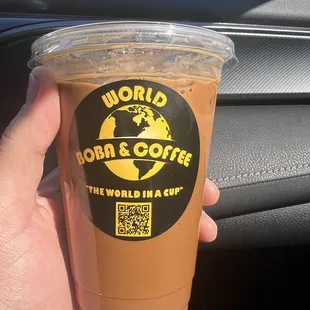 WORLD
BOBA & COFFEE
"THE WORLD IN A CUP"